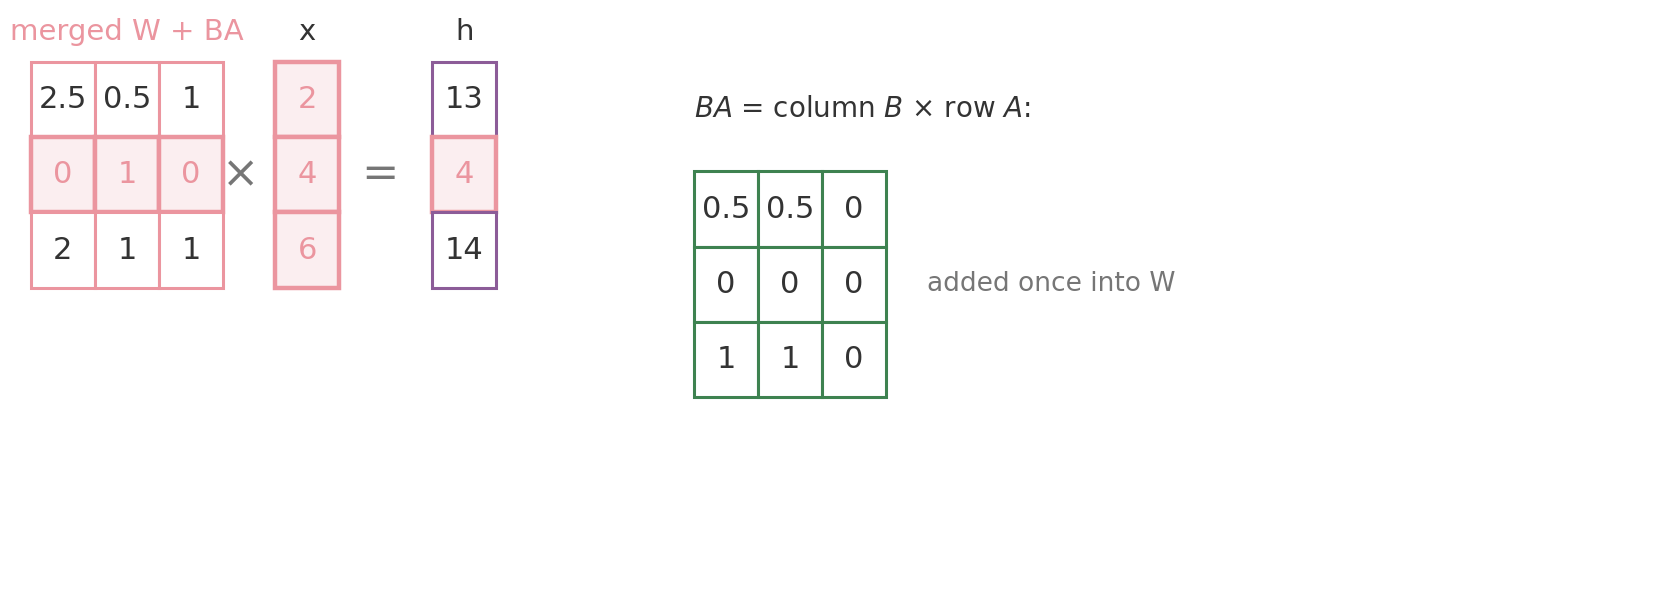 merged W + BA x h
2.5 0.5 1 2 13
0 1 0 × 4 = 4
2 1 1 6 14
BA = column B × row A:
0.5 0.5 0
0 0 0 added once into W
1 1 0